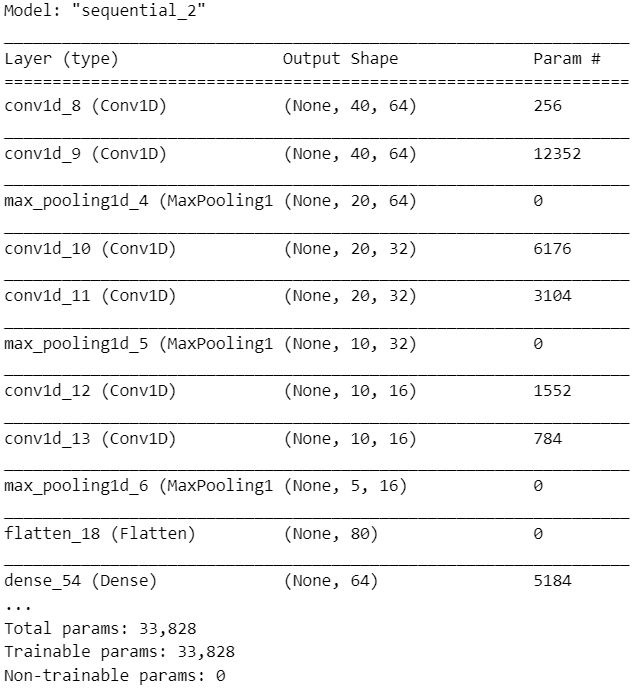 Model: "sequential_2"
_________________________________________________________________
Layer (type)                 Output Shape              Param #
=================================================================
conv1d_8 (Conv1D)            (None, 40, 64)            256
_________________________________________________________________
conv1d_9 (Conv1D)            (None, 40, 64)            12352
_________________________________________________________________
max_pooling1d_4 (MaxPooling1 (None, 20, 64)            0
_________________________________________________________________
conv1d_10 (Conv1D)           (None, 20, 32)            6176
_________________________________________________________________
conv1d_11 (Conv1D)           (None, 20, 32)            3104
_________________________________________________________________
max_pooling1d_5 (MaxPooling1 (None, 10, 32)            0
_________________________________________________________________
conv1d_12 (Conv1D)           (None, 10, 16)            1552
_________________________________________________________________
conv1d_13 (Conv1D)           (None, 10, 16)            784
_________________________________________________________________
max_pooling1d_6 (MaxPooling1 (None, 5, 16)             0
_________________________________________________________________
flatten_18 (Flatten)         (None, 80)                0
_________________________________________________________________
dense_54 (Dense)             (None, 64)                5184
...
Total params: 33,828
Trainable params: 33,828
Non-trainable params: 0